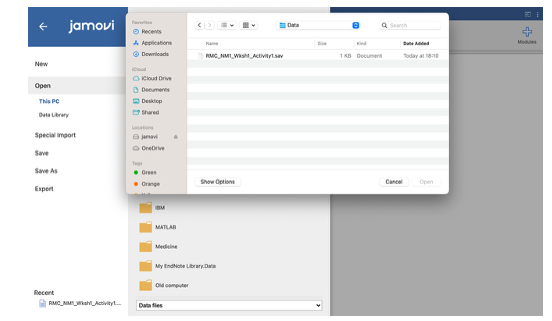 jamovi
New
Open
This PC
Data Library
Special Import
Save
Save As
Export
Recent
RMC_NM1_Wksh1_Activity1....
Favorites
Recents
Applications
Downloads
iCloud
iCloud Drive
Documents
Desktop
Shared
Locations
jamovi
OneDrive
Tags
Green
Orange
Data
Search
Name
Size
Kind
Date Added
RMC_NM1_Wksh1_Activity1.sav
1 KB
Document
Today at 18:18
Show Options
Cancel
Open
IBM
MATLAB
Medicine
My EndNote Library.Data
Old computer
Data files
Modules